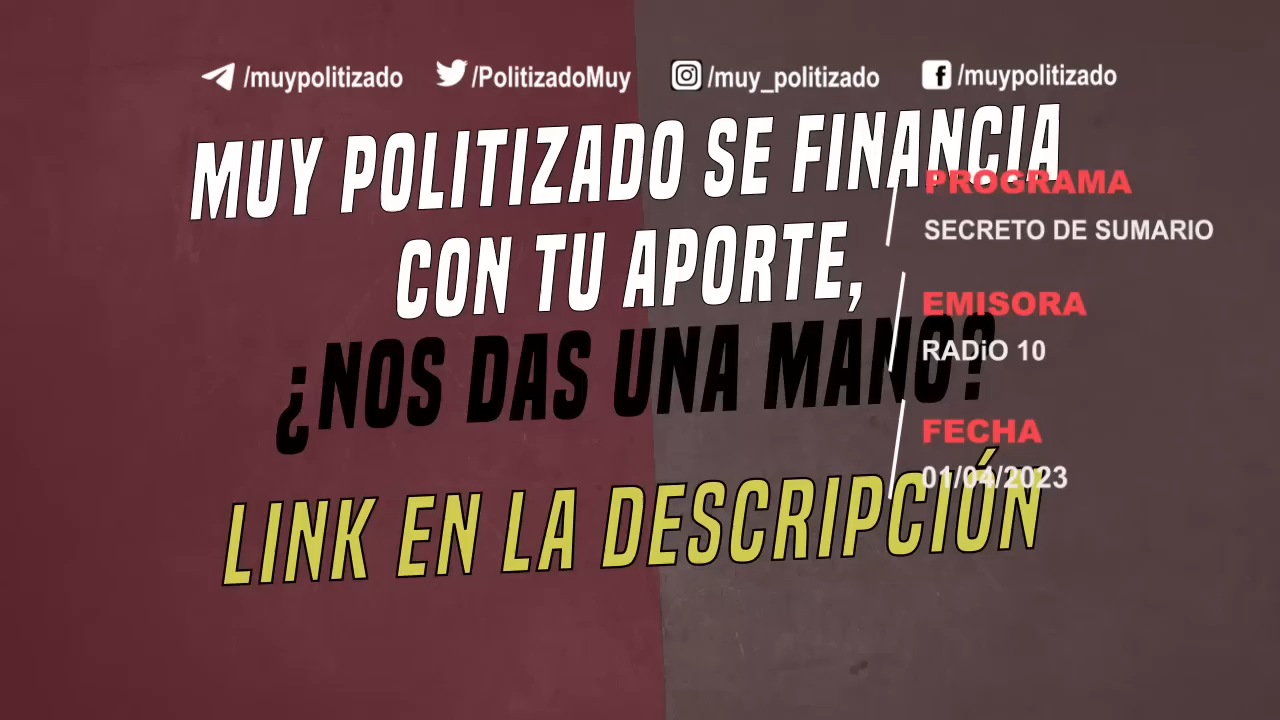 /muypolitizado /PolitizadoMuy /muy_politizado /muypolitizado
MUY POLITIZADO SE FINANCIA
CON TU APORTE,
¿NOS DAS UNA MANO?
LINK EN LA DESCRIPCIÓN
PROGRAMA
SECRETO DE SUMARIO
EMISORA
RADiO 10
FECHA
01/04/2023